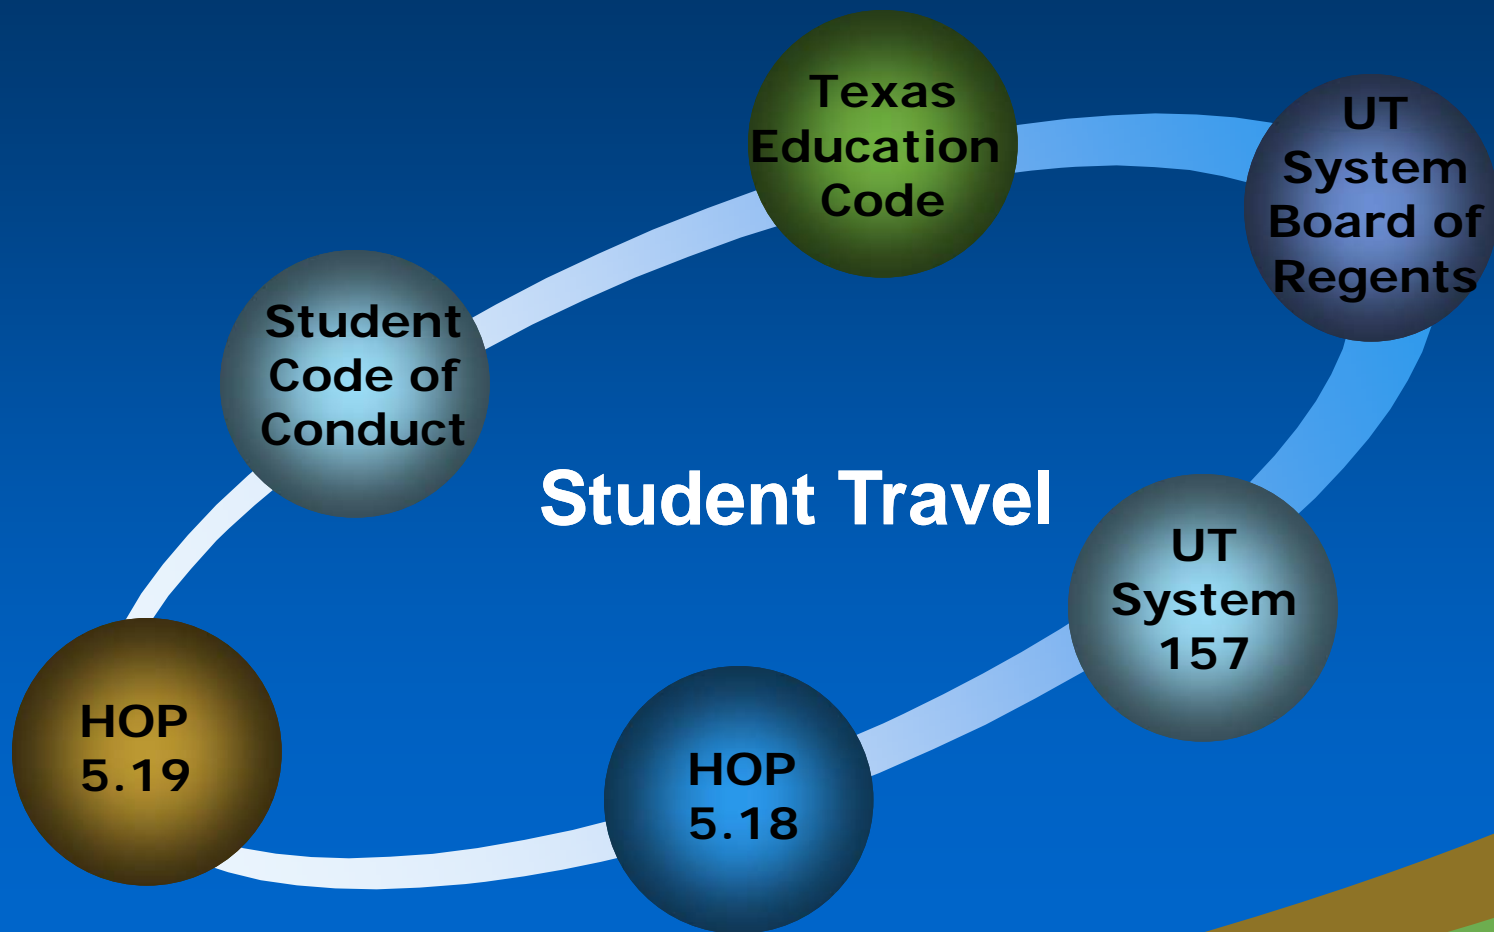 Texas
Education
Code
UT
System
Board of
Regents
Student
Code of
Conduct
Student Travel
UT
System
157
HOP
5.19
HOP
5.18